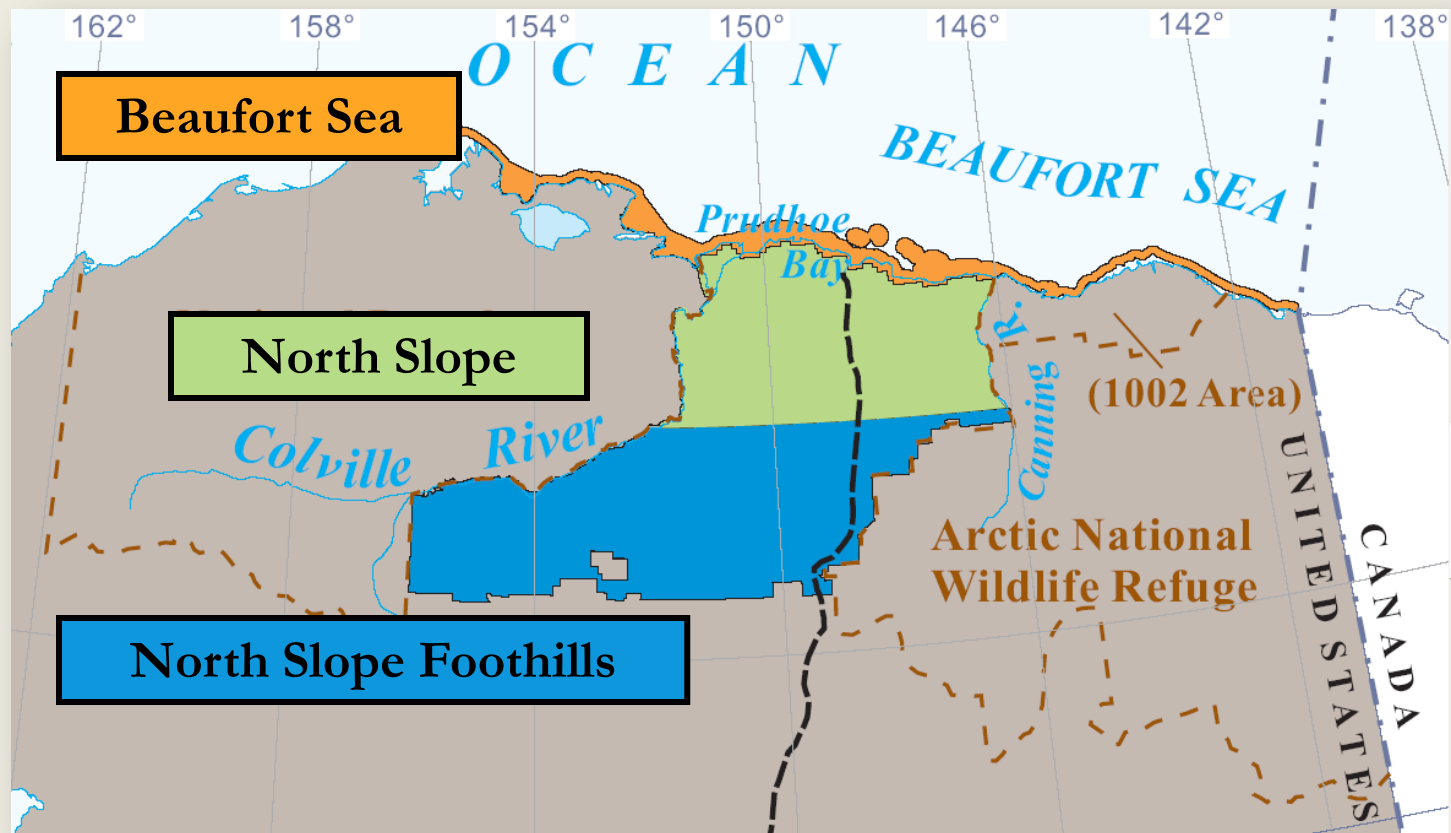 162° 158° 154° 150° 146° 142° 138°
OCEAN
Beaufort Sea
BEAUFORT SEA
Prudhoe
Bay
North Slope
R.
Canning
(1002 Area)
Colville River
Arctic National
Wildlife Refuge
UNITED STATES
CANADA
North Slope Foothills